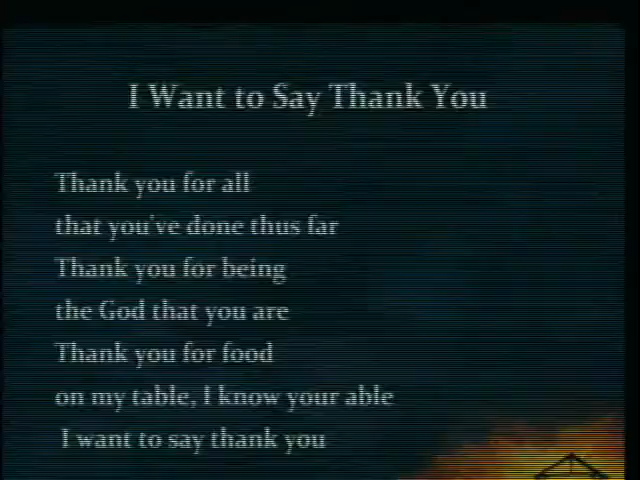 I Want to Say Thank You
Thank you for all
that you've done thus far
Thank you for being
the God that you are
Thank you for food
on my table, I know your able
I want to say thank you